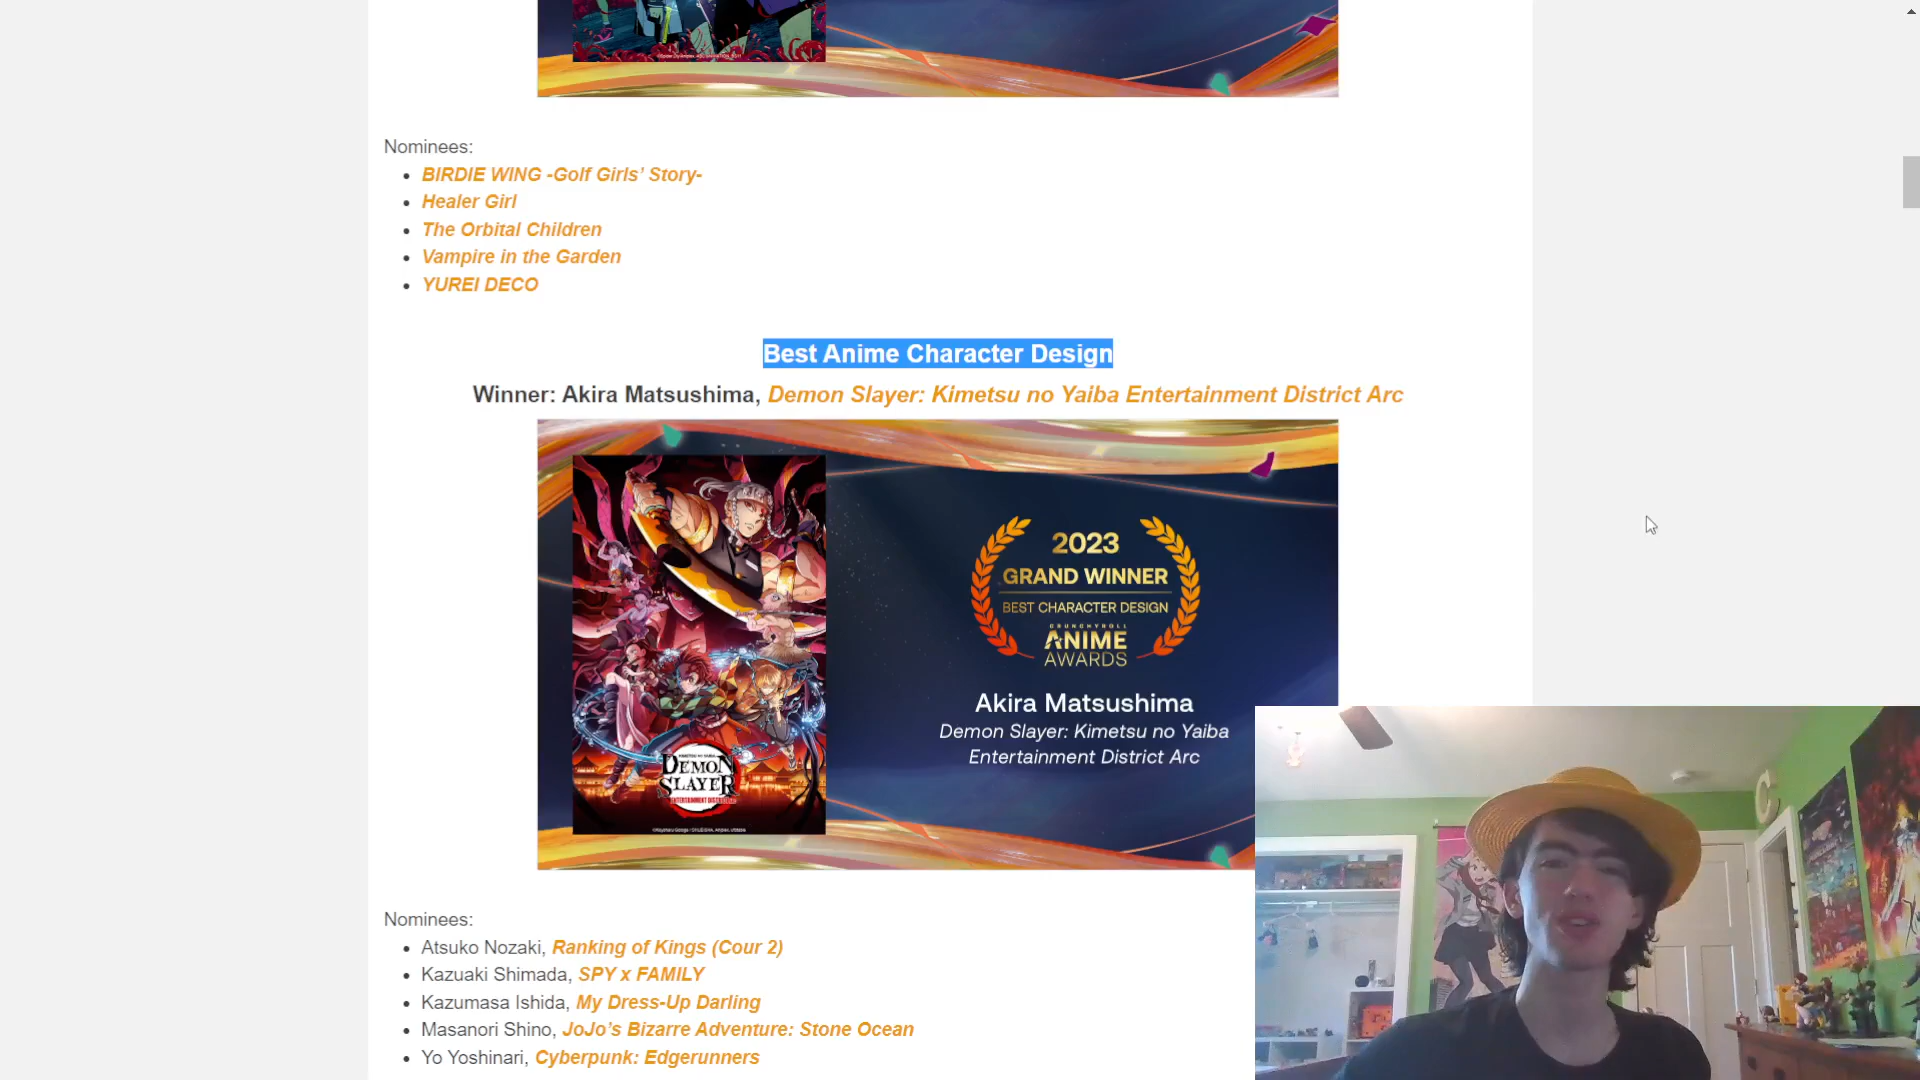 Nominees:
BIRDIE WING -Golf Girls’ Story-
Healer Girl
The Orbital Children
Vampire in the Garden
YUREI DECO
Best Anime Character Design
Winner: Akira Matsushima, Demon Slayer: Kimetsu no Yaiba Entertainment District Arc
DEMON
SLAYER
2023
GRAND WINNER
BEST CHARACTER DESIGN
CRUNCHYROLL
ANIME
AWARDS
Akira Matsushima
Demon Slayer: Kimetsu no Yaiba
Entertainment District Arc
Nominees:
Atsuko Nozaki, Ranking of Kings (Cour 2)
Kazuaki Shimada, SPY x FAMILY
Kazumasa Ishida, My Dress-Up Darling
Masanori Shino, JoJo’s Bizarre Adventure: Stone Ocean
Yo Yoshinari, Cyberpunk: Edgerunners